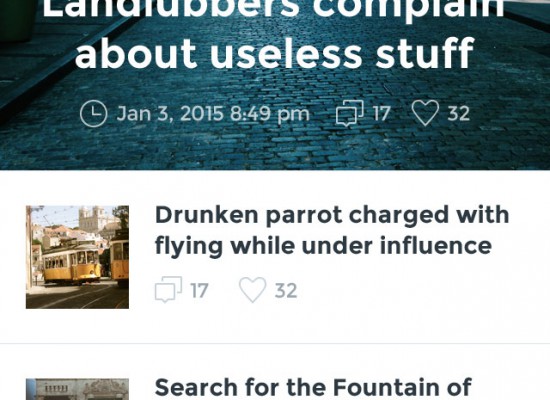 Landlubbers complain
about useless stuff
Jan 3, 2015 8:49 pm 17 32
Drunken parrot charged with
flying while under influence
17 32
Search for the Fountain of